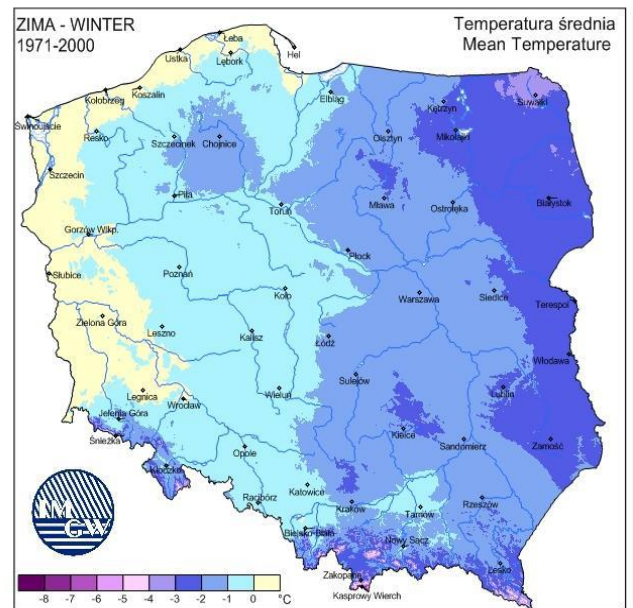 ZIMA - WINTER
1971-2000
Temperatura średnia
Mean Temperature
Łeba
Ustka
Lębork
Hel
Koszalin
Kołobrzeg
Elbląg
Kętrzyn
Suwałki
Świnoujście
Resko
Szczecinek
Chojnice
Olsztyn
Mikołajki
Szczecin
Piła
Toruń
Mława
Ostrołęka
Białystok
Gorzów Wlkp.
Płock
Słubice
Poznań
Koło
Warszawa
Siedlce
Terespol
Zielona Góra
Leszno
Kalisz
Łódź
Włodawa
Sulejów
Legnica
Wrocław
Wieluń
Lublin
Jelenia Góra
Śnieżka
Opole
Kielce
Sandomierz
Zamość
Kłodzko
Katowice
Racibórz
Kraków
Tarnów
Rzeszów
Bielsko-Biała
Nowy Sącz
Lesko
Zakopane
Kasprowy Wierch
IM
GW
-8 -7 -6 -5 -4 -3 -2 -1 0 °C